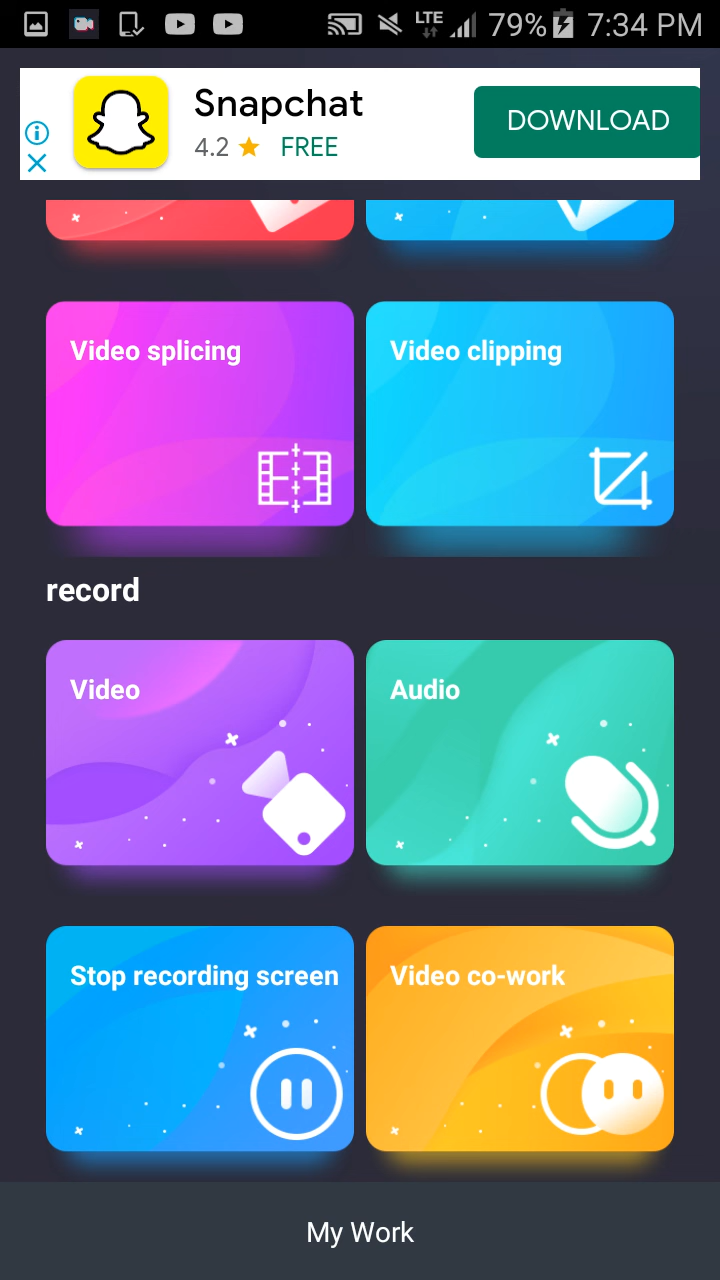 LTE 79% 7:34 PM
Snapchat
4.2 FREE
DOWNLOAD
Video splicing
Video clipping
record
Video
Audio
Stop recording screen
Video co-work
My Work